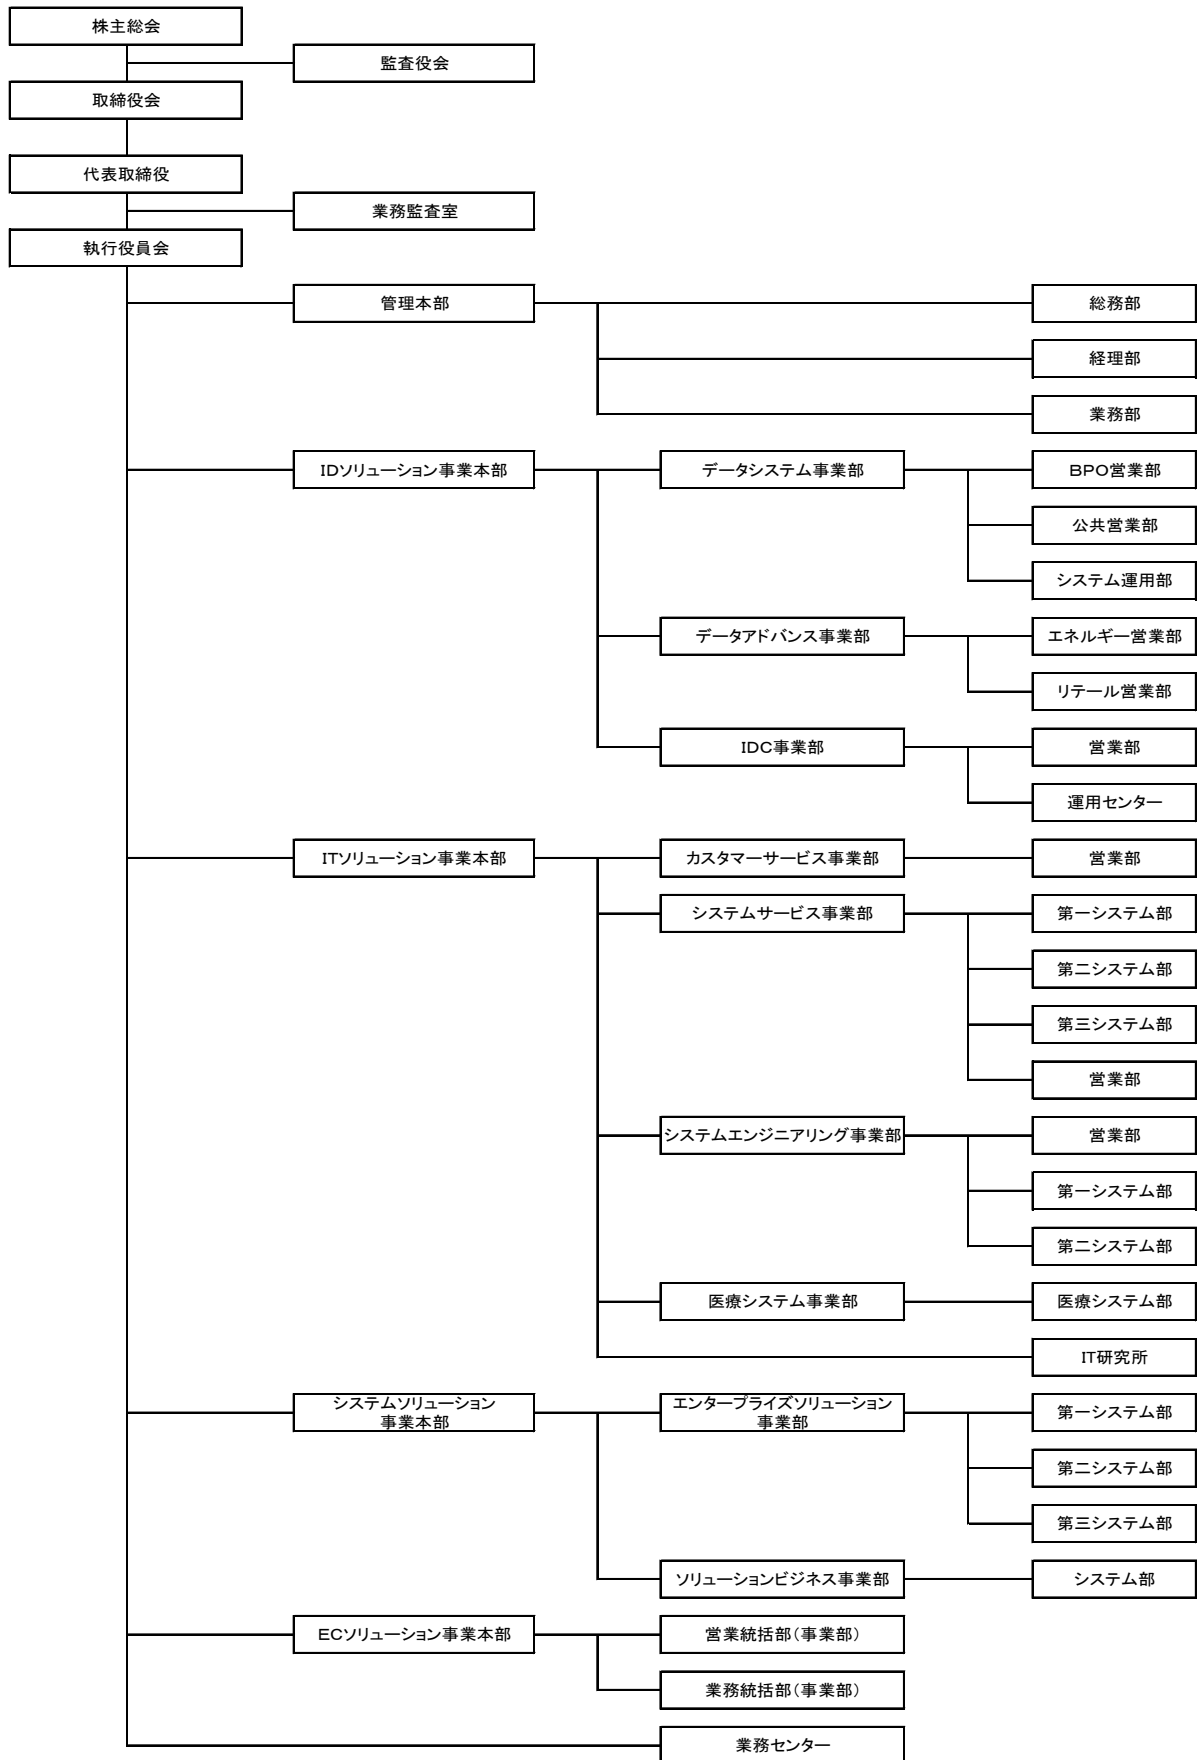 株主総会
監査役会
取締役会
代表取締役
業務監査室
執行役員会
管理本部
総務部
経理部
業務部
IDソリューション事業本部
データシステム事業部
BPO営業部
公共営業部
システム運用部
データアドバンス事業部
エネルギー営業部
リテール営業部
IDC事業部
営業部
運用センター
ITソリューション事業本部
カスタマーサービス事業部
営業部
システムサービス事業部
第一システム部
第二システム部
第三システム部
営業部
システムエンジニアリング事業部
営業部
第一システム部
第二システム部
医療システム事業部
医療システム部
IT研究所
システムソリューション
事業本部
エンタープライズソリューション
事業部
第一システム部
第二システム部
第三システム部
ソリューションビジネス事業部
システム部
ECソリューション事業本部
営業統括部(事業部)
業務統括部(事業部)
業務センター